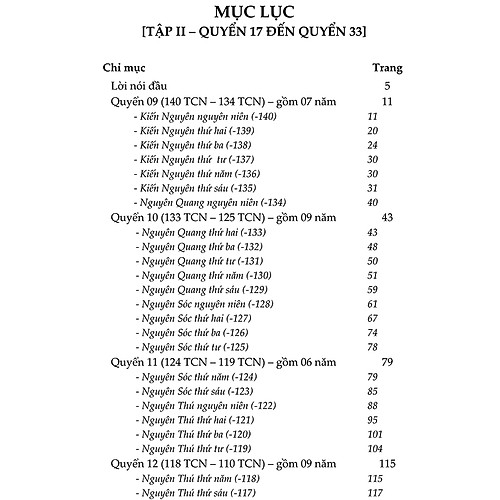 MỤC LỤC
[TẬP II – QUYỂN 17 ĐẾN QUYỂN 33]
Chỉ mục Trang
Lời nói đầu 5
Quyển 09 (140 TCN – 134 TCN) – gồm 07 năm 11
- Kiến Nguyên nguyên niên (-140) 11
- Kiến Nguyên thứ hai (-139) 20
- Kiến Nguyên thứ ba (-138) 24
- Kiến Nguyên thứ tư (-137) 30
- Kiến Nguyên thứ năm (-136) 30
- Kiến Nguyên thứ sáu (-135) 31
- Nguyên Quang nguyên niên (-134) 40
Quyển 10 (133 TCN – 125 TCN) – gồm 09 năm 43
- Nguyên Quang thứ hai (-133) 43
- Nguyên Quang thứ ba (-132) 48
- Nguyên Quang thứ tư (-131) 50
- Nguyên Quang thứ năm (-130) 51
- Nguyên Quang thứ sáu (-129) 59
- Nguyên Sóc nguyên niên (-128) 61
- Nguyên Sóc thứ hai (-127) 67
- Nguyên Sóc thứ ba (-126) 74
- Nguyên Sóc thứ tư (-125) 78
Quyển 11 (124 TCN – 119 TCN) – gồm 06 năm 79
- Nguyên Sóc thứ năm (-124) 79
- Nguyên Sóc thứ sáu (-123) 85
- Nguyên Thú nguyên niên (-122) 88
- Nguyên Thú thứ hai (-121) 95
- Nguyên Thú thứ ba (-120) 101
- Nguyên Thú thứ tư (-119) 104
Quyển 12 (118 TCN – 110 TCN) – gồm 09 năm 115
- Nguyên Thú thứ năm (-118) 115
- Nguyên Thú thứ sáu (-117) 117